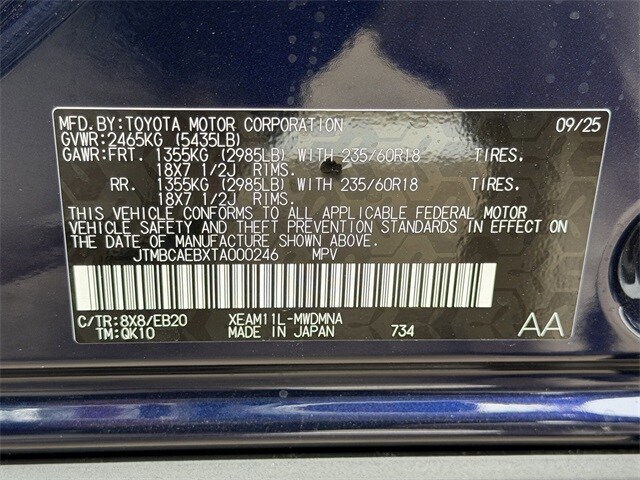 MFD.BY:TOYOTA MOTOR CORPORATION 09/25
GVWR:2465KG (5435LB)
GAWR:FRT. 1355KG (2985LB) WITH 235/60R18 TIRES,
18X7 1/2J RIMS.
RR. 1355KG (2985LB) WITH 235/60R18 TIRES,
18X7 1/2J RIMS.
THIS VEHICLE CONFORMS TO ALL APPLICABLE FEDERAL MOTOR
VEHICLE SAFETY AND THEFT PREVENTION STANDARDS IN EFFECT ON
THE DATE OF MANUFACTURE SHOWN ABOVE.
JTMBCAEBXTA000246 MPV
C/TR:8X8/EB20 XEAM11L-MWDMNA
TM:QK10 MADE IN JAPAN 734 AA